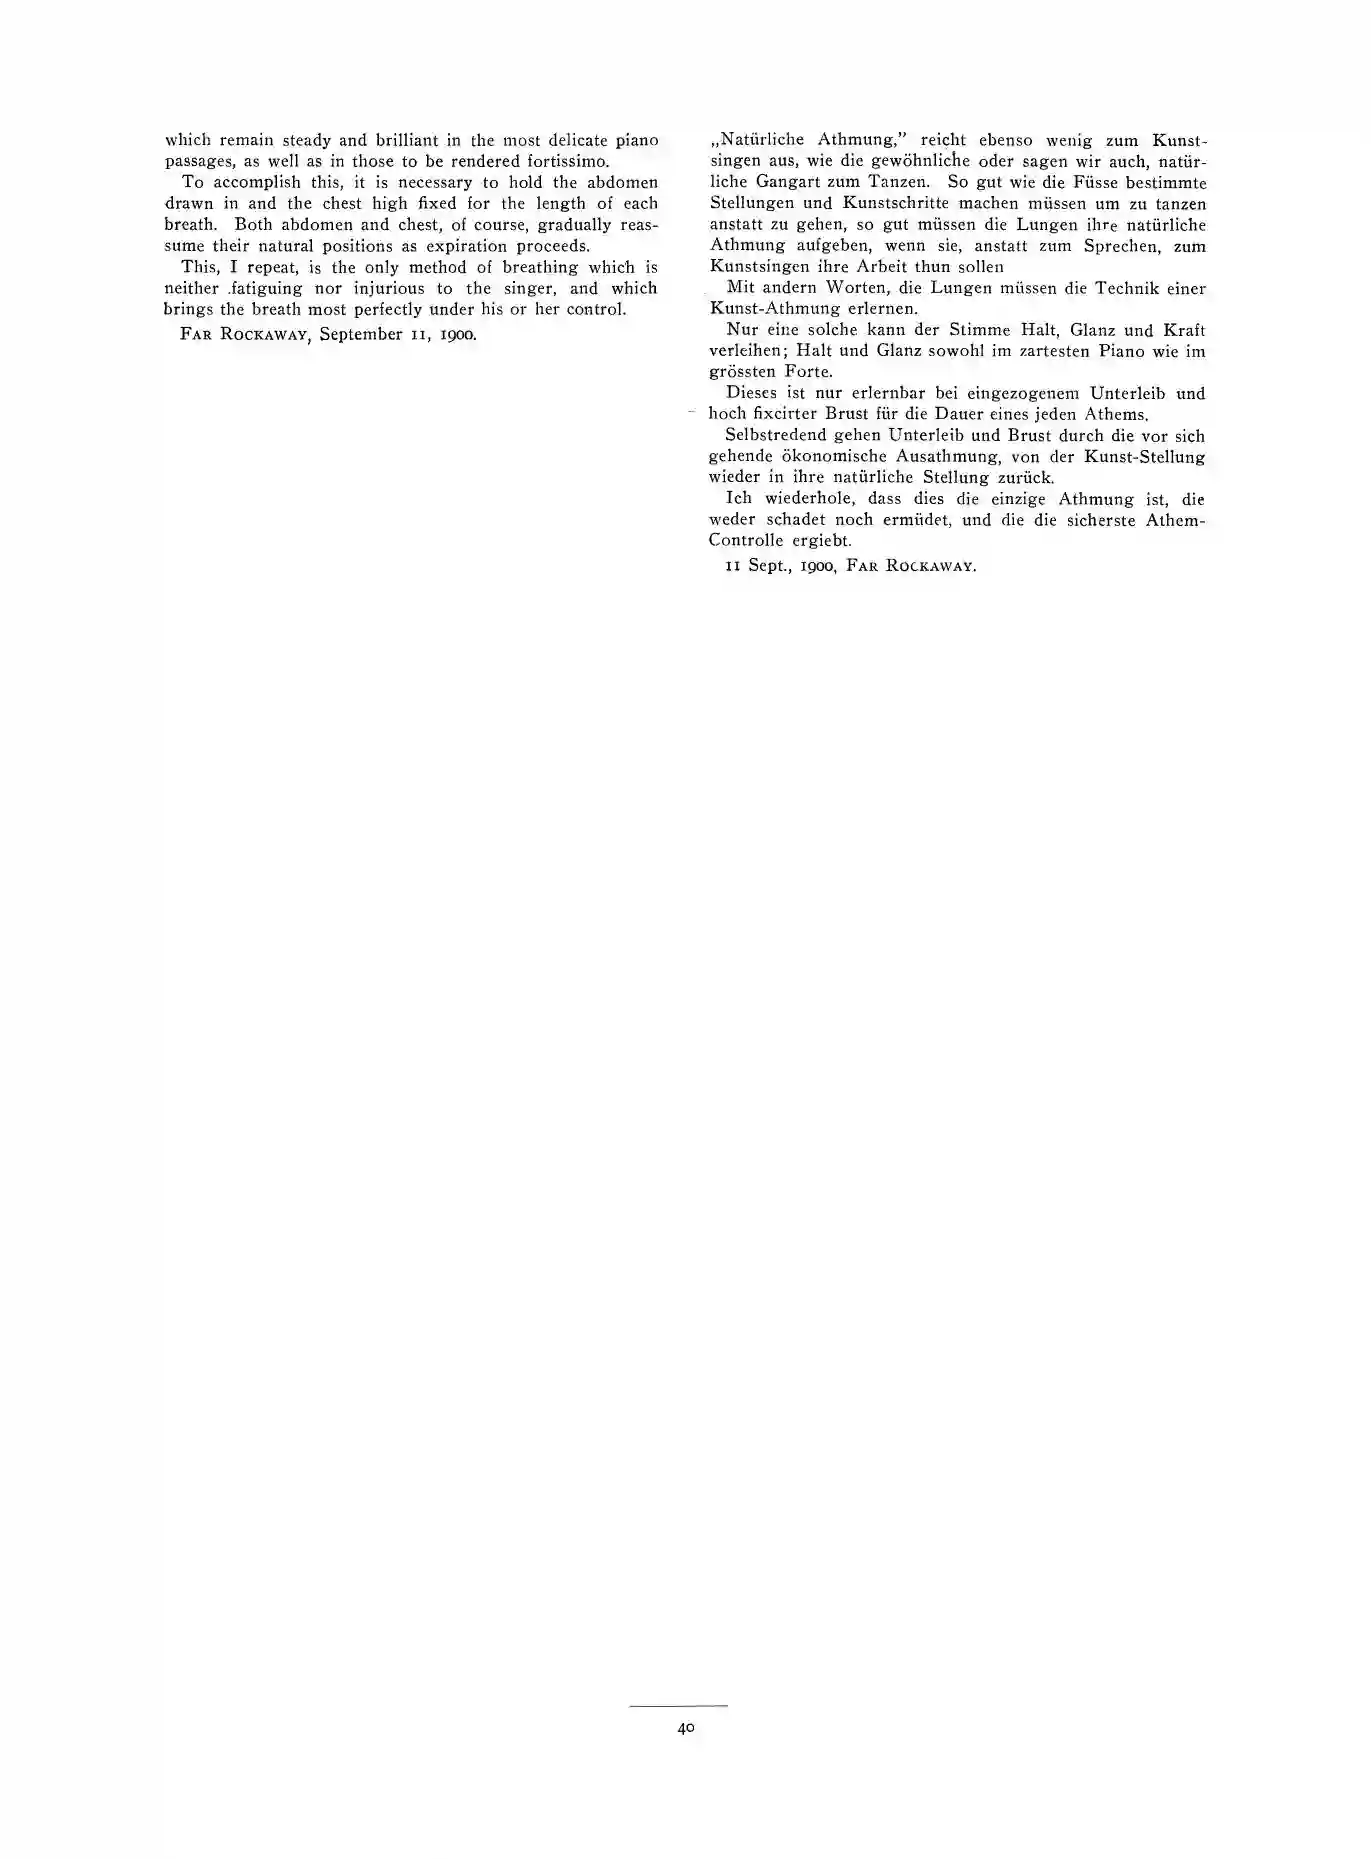 which remain steady and brilliant in the most delicate piano
passages, as well as in those to be rendered fortissimo.
To accomplish this, it is necessary to hold the abdomen
drawn in and the chest high fixed for the length of each
breath. Both abdomen and chest, of course, gradually reas-
sume their natural positions as expiration proceeds.
This, I repeat, is the only method of breathing which is
neither .fatiguing nor injurious to the singer, and which
brings the breath most perfectly under his or her control.
FAR ROCKAWAY, September 11, 1900.
„Natürliche Athmung,” reicht ebenso wenig zum Kunst-
singen aus, wie die gewöhnliche oder sagen wir auch, natür-
liche Gangart zum Tanzen. So gut wie die Füsse bestimmte
Stellungen und Kunstschritte machen müssen um zu tanzen
anstatt zu gehen, so gut müssen die Lungen ihre natürliche
Athmung aufgeben, wenn sie, anstatt zum Sprechen, zum
Kunstsingen ihre Arbeit thun sollen
Mit andern Worten, die Lungen müssen die Technik einer
Kunst-Athmung erlernen.
Nur eine solche kann der Stimme Halt, Glanz und Kraft
verleihen; Halt und Glanz sowohl im zartesten Piano wie im
grössten Forte.
Dieses ist nur erlernbar bei eingezogenem Unterleib und
hoch fixcirter Brust für die Dauer eines jeden Athems.
Selbstredend gehen Unterleib und Brust durch die vor sich
gehende ökonomische Ausathmung, von der Kunst-Stellung
wieder in ihre natürliche Stellung zurück.
Ich wiederhole, dass dies die einzige Athmung ist, die
weder schadet noch ermüdet, und die die sicherste Athem-
Controlle ergiebt.
11 Sept., 1900, FAR ROCKAWAY.
40